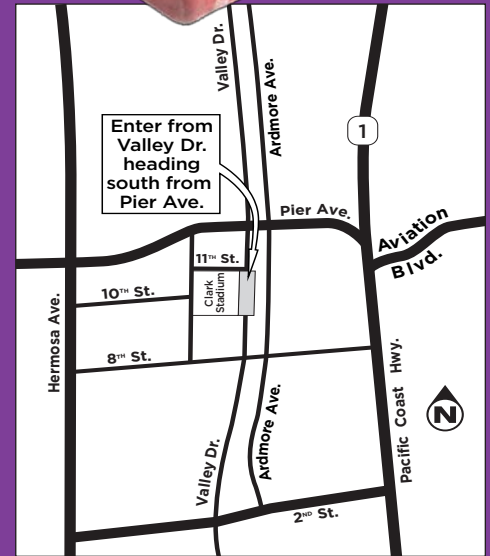 Valley Dr.
Ardmore Ave.
1
Enter from
Valley Dr.
heading
south from
Pier Ave.
Pier Ave.
Aviation
Blvd.
11TH St.
Clark
Stadium
10TH St.
Hermosa Ave.
8TH St.
Pacific Coast Hwy.
N
Ardmore Ave.
Valley Dr.
2ND St.